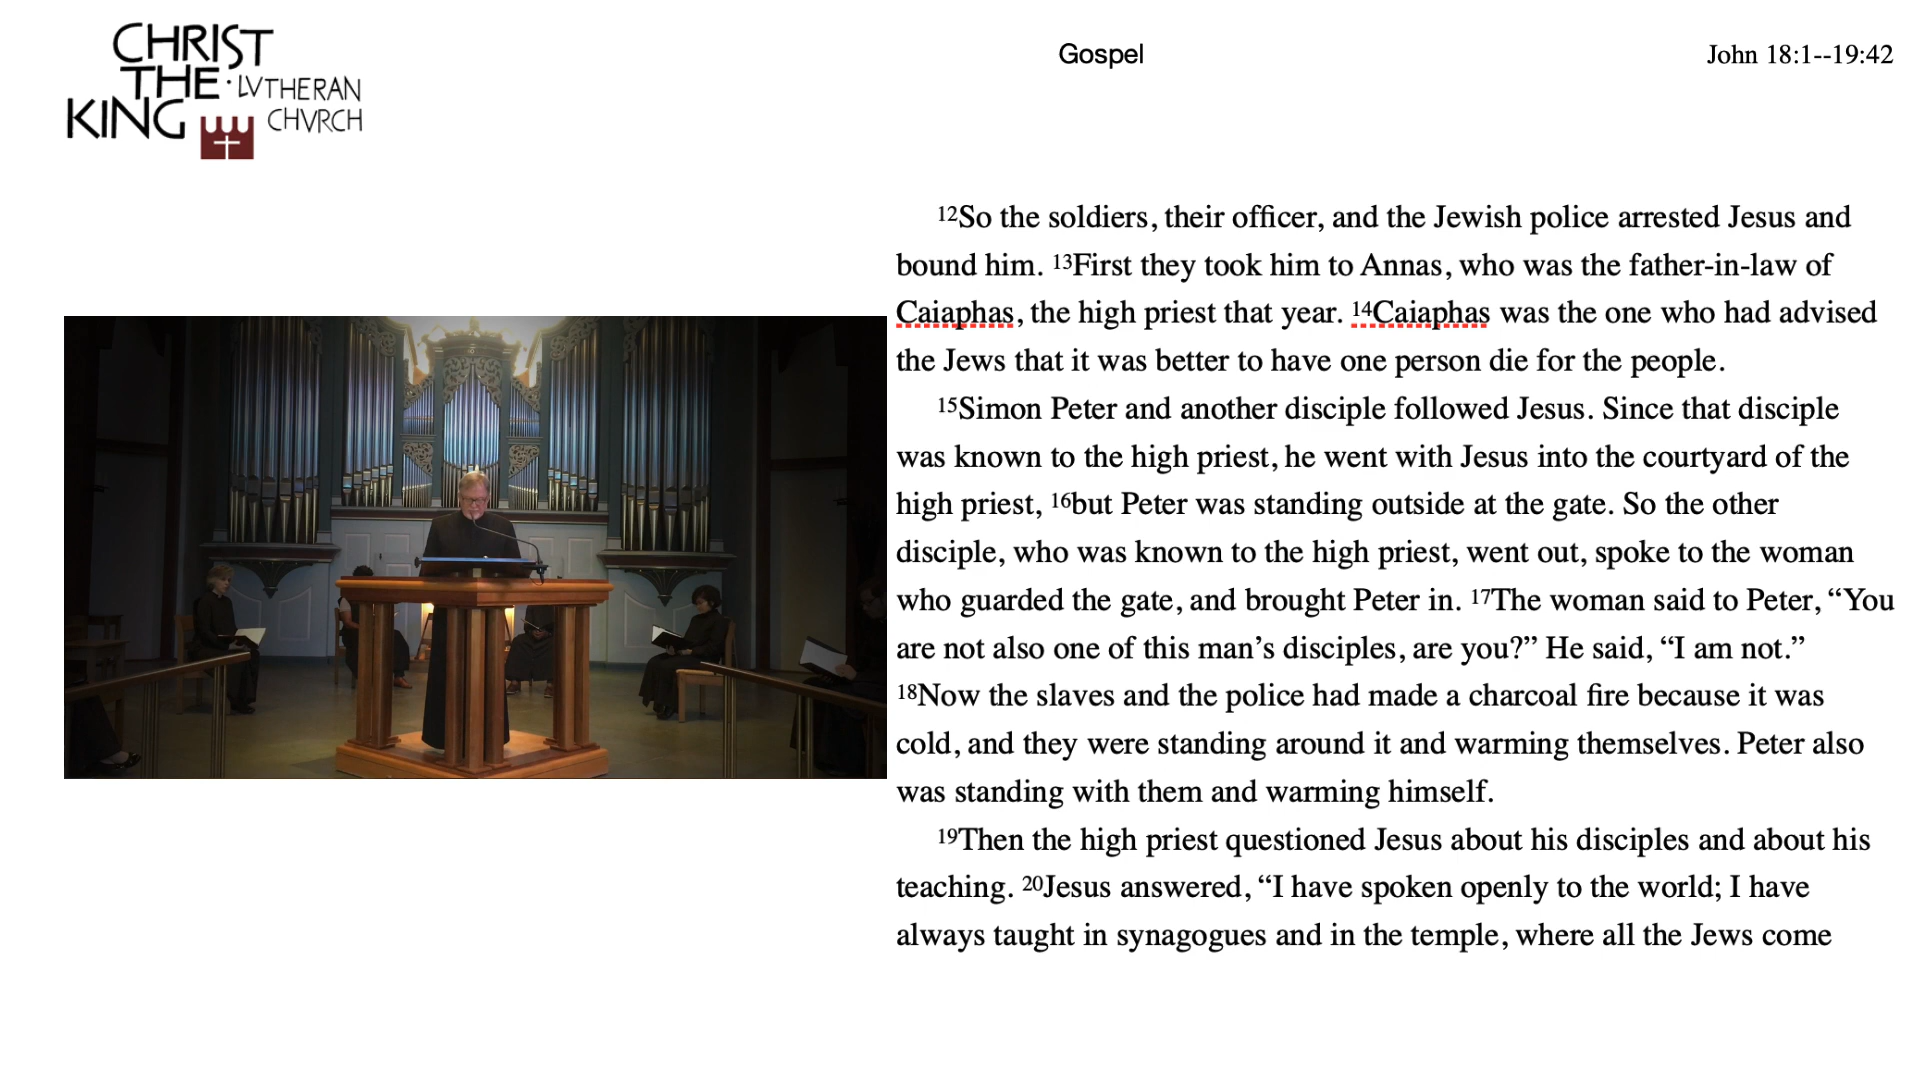 CHRIST
THE · LVTHERAN
KING CHVRCH
Gospel
John 18:1--19:42
12So the soldiers, their officer, and the Jewish police arrested Jesus and
bound him. 13First they took him to Annas, who was the father-in-law of
Caiaphas, the high priest that year. 14Caiaphas was the one who had advised
the Jews that it was better to have one person die for the people.
15Simon Peter and another disciple followed Jesus. Since that disciple
was known to the high priest, he went with Jesus into the courtyard of the
high priest, 16but Peter was standing outside at the gate. So the other
disciple, who was known to the high priest, went out, spoke to the woman
who guarded the gate, and brought Peter in. 17The woman said to Peter, “You
are not also one of this man’s disciples, are you?” He said, “I am not.”
18Now the slaves and the police had made a charcoal fire because it was
cold, and they were standing around it and warming themselves. Peter also
was standing with them and warming himself.
19Then the high priest questioned Jesus about his disciples and about his
teaching. 20Jesus answered, “I have spoken openly to the world; I have
always taught in synagogues and in the temple, where all the Jews come